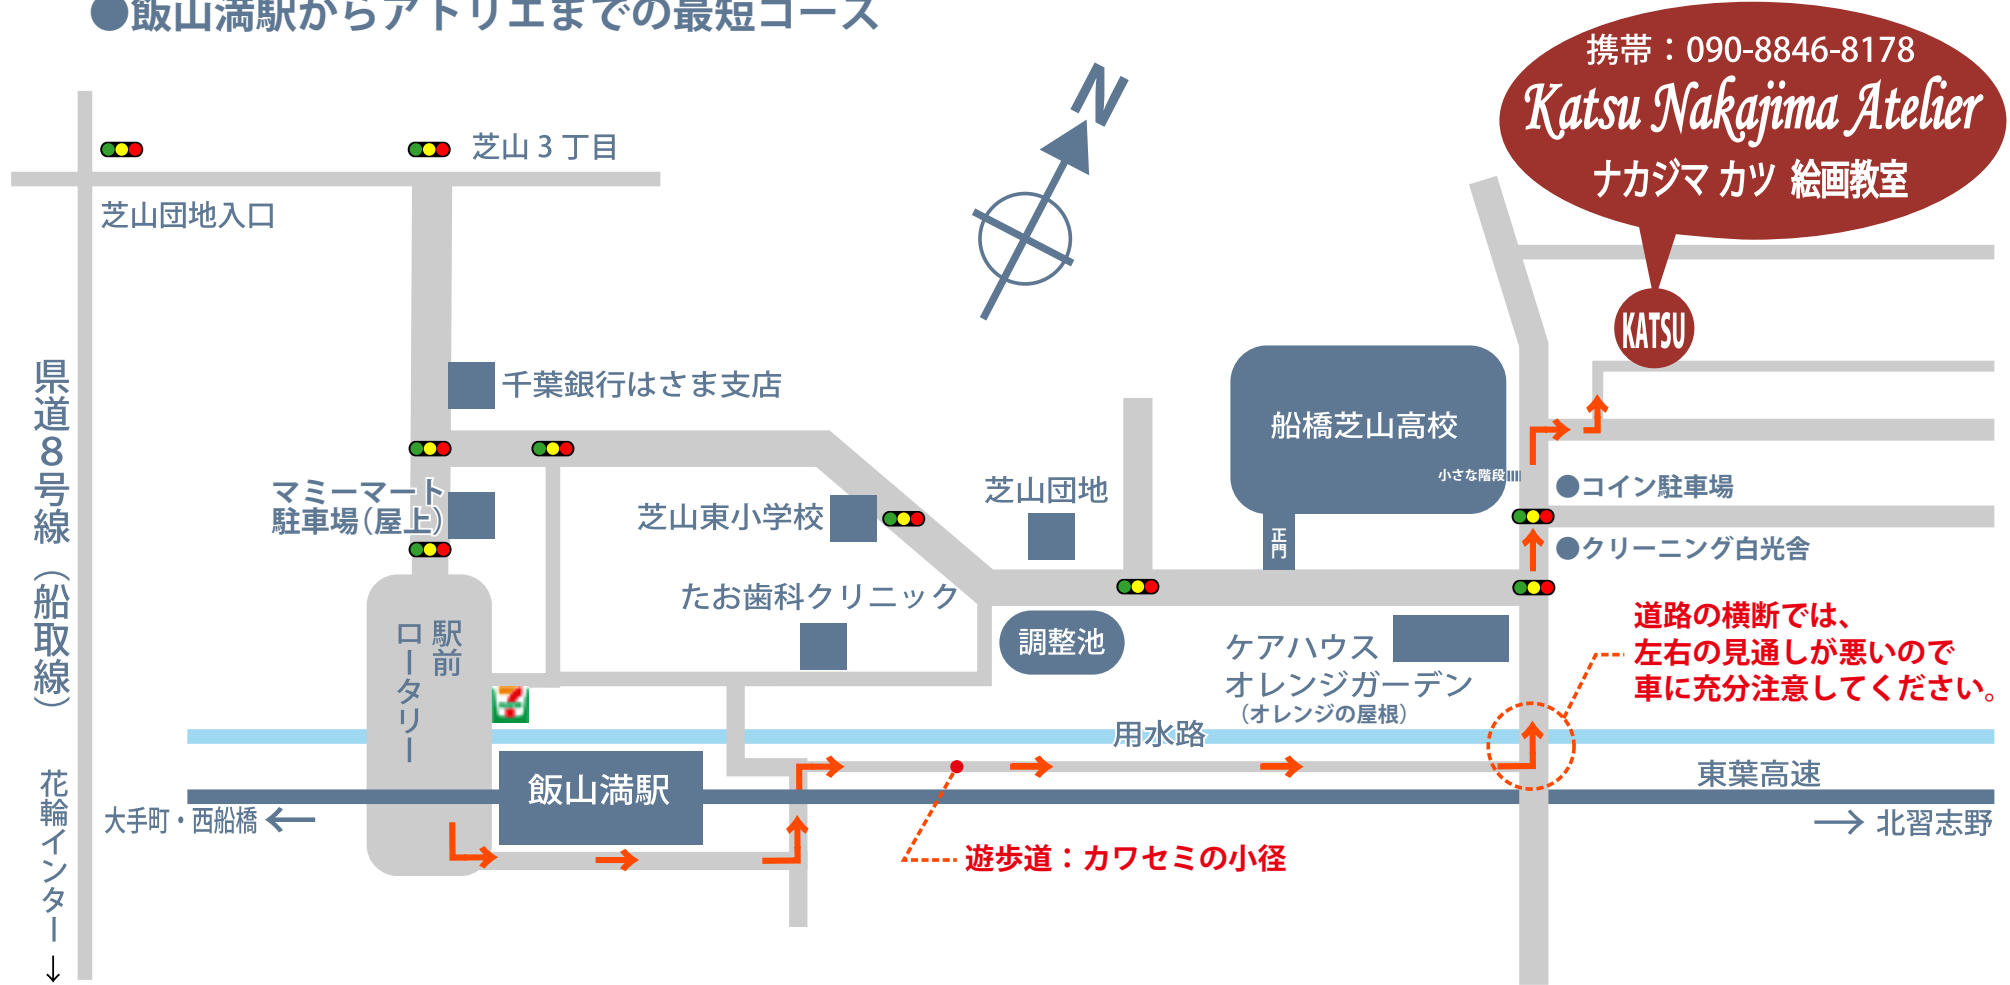 ●飯山満駅からアトリエまでの最短コース
携帯：090-8846-8178
Katsu Nakajima Atelier
ナカジマ カツ 絵画教室
KATSU
N
芝山3丁目
芝山団地入口
県道8号線（船取線）
花輪インター→
千葉銀行はさま支店
マミーマート
駐車場（屋上）
芝山東小学校
たお歯科クリニック
芝山団地
調整池
船橋芝山高校
小さな階段
正門
●コイン駐車場
●クリーニング白光舎
ケアハウス
オレンジガーデン
（オレンジの屋根）
道路の横断では、
左右の見通しが悪いので
車に充分注意してください。
駅前
ロータリー
7
用水路
飯山満駅
東葉高速
大手町・西船橋←
→北習志野
遊歩道：カワセミの小径